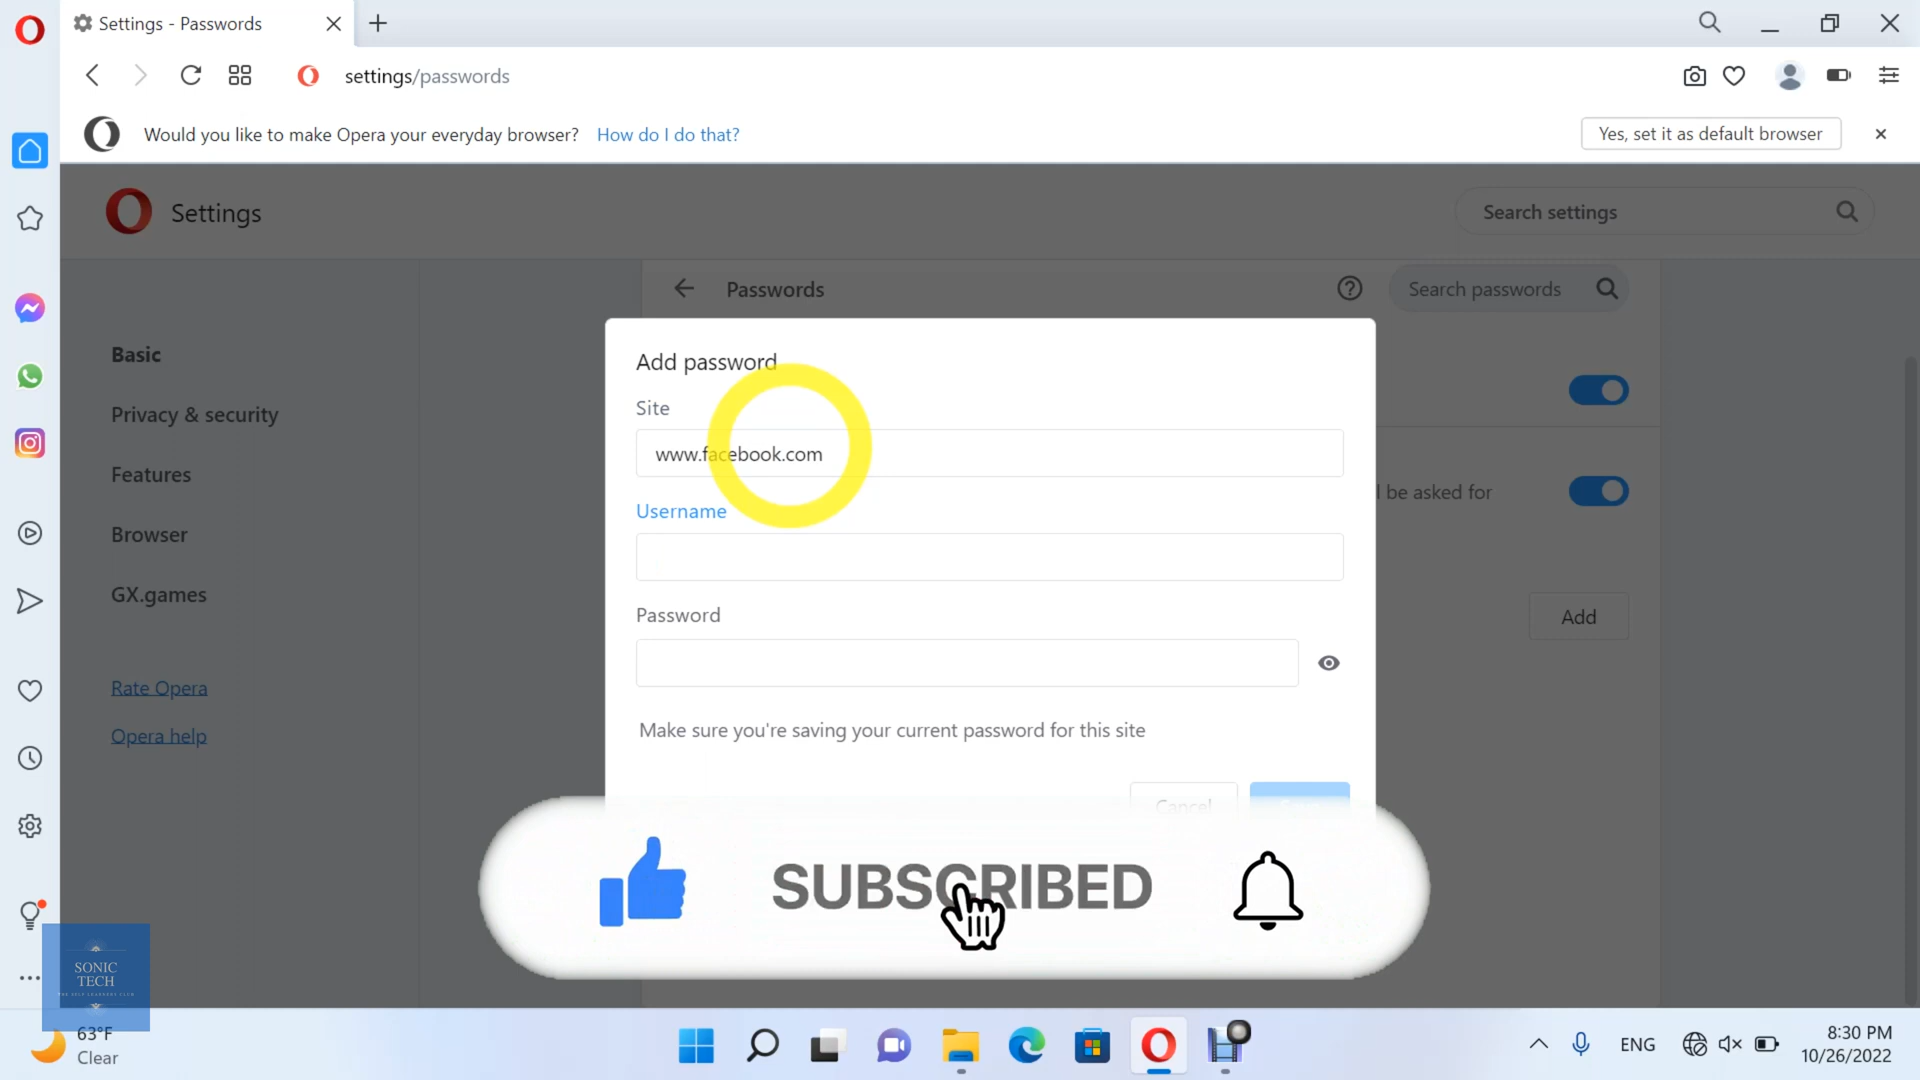 Settings - Passwords
settings/passwords
Would you like to make Opera your everyday browser? How do I do that?
Yes, set it as default browser
Settings
Search settings
Passwords
Search passwords
Basic
Privacy & security
Features
Browser
GX.games
Rate Opera
Opera help
Add password
Site
www.facebook.com
Username
Password
Make sure you're saving your current password for this site
Cancel
l be asked for
Add
SUBSCRIBED
SONIC
TECH
63°F
Clear
ENG
8:30 PM
10/26/2022